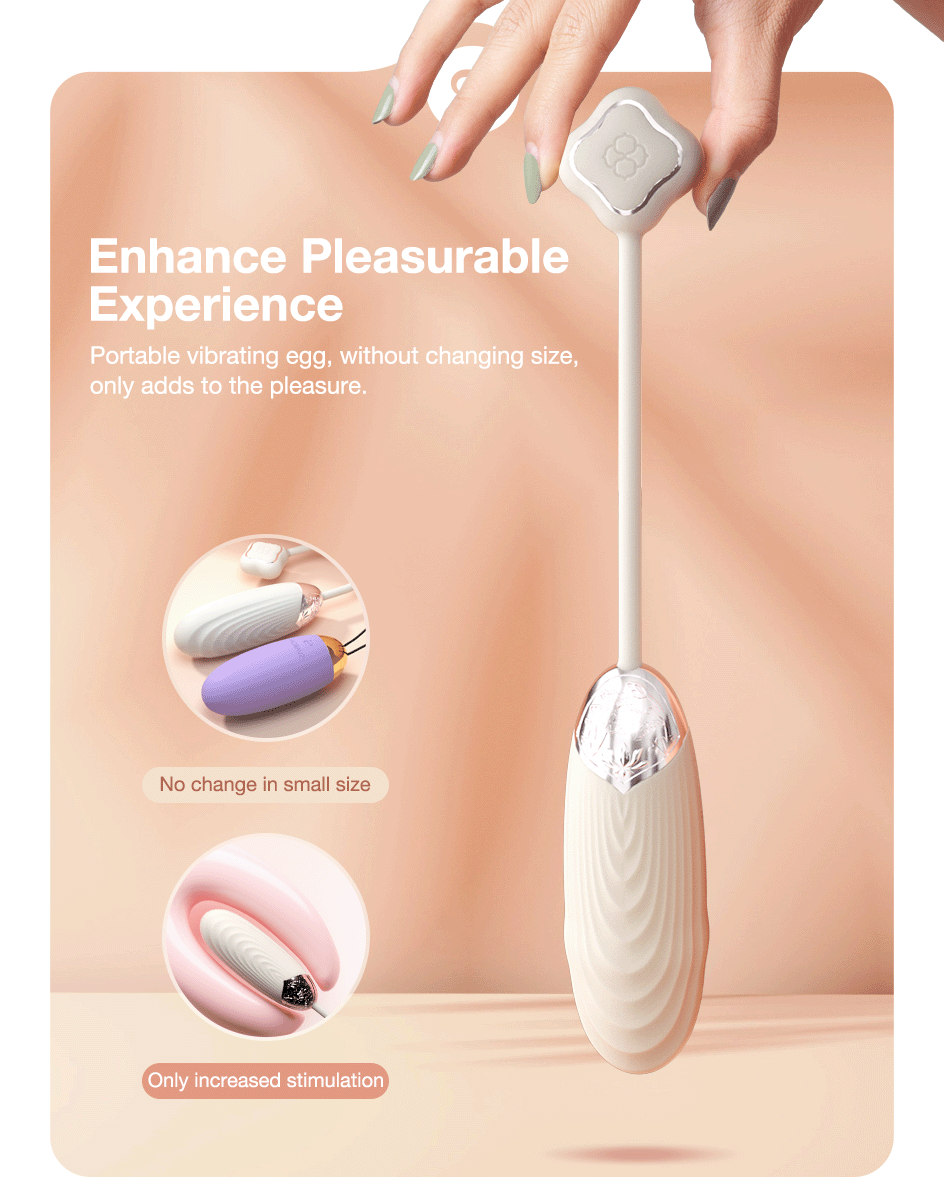 Enhance Pleasurable
Experience
Portable vibrating egg, without changing size,
only adds to the pleasure.
No change in small size
Only increased stimulation